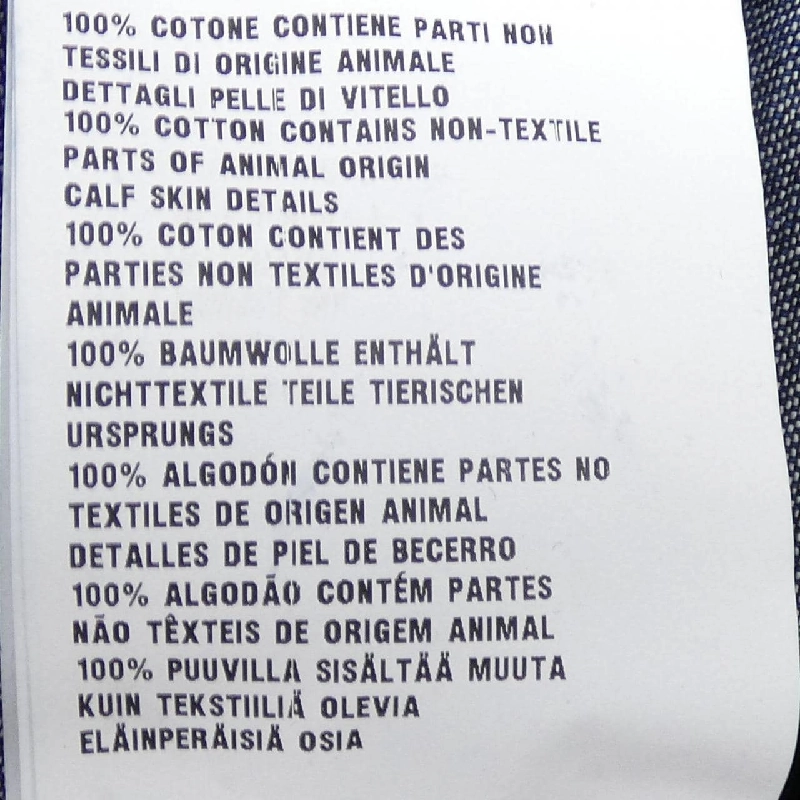 100% COTONE CONTIENE PARTI NON
TESSILI DI ORIGINE ANIMALE
DETTAGLI PELLE DI VITELLO
100% COTTON CONTAINS NON-TEXTILE
PARTS OF ANIMAL ORIGIN
CALF SKIN DETAILS
100% COTON CONTIENT DES
PARTIES NON TEXTILES D'ORIGINE
ANIMALE
100% BAUMWOLLE ENTHÄLT
NICHTTEXTILE TEILE TIERISCHEN
URSPRUNGS
100% ALGODÓN CONTIENE PARTES NO
TEXTILES DE ORIGEN ANIMAL
DETALLES DE PIEL DE BECERRO
100% ALGODÃO CONTÉM PARTES
NÃO TÊXTEIS DE ORIGEM ANIMAL
100% PUUVILLA SISÄLTÄÄ MUUTA
KUIN TEKSTIILIÄ OLEVIA
ELÄINPERÄISIÄ OSIA